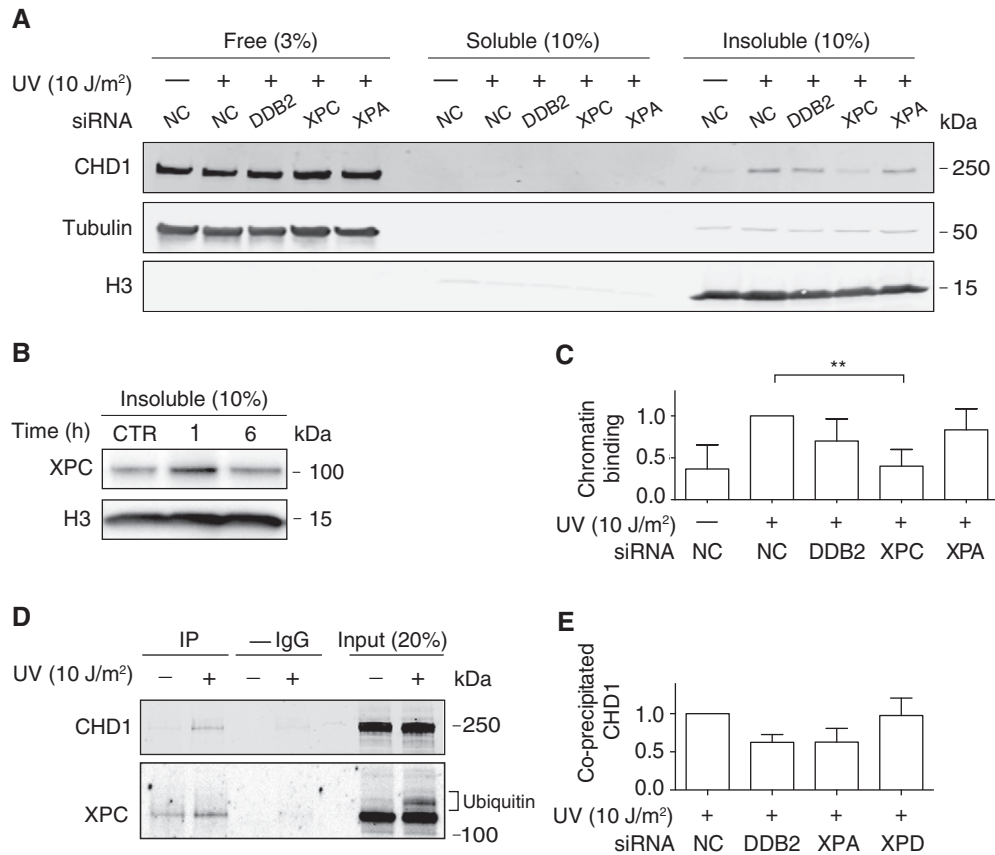 A
Free (3%) Soluble (10%) Insoluble (10%)
UV (10 J/m²) — + + + + — + + + + — + + + +
siRNA NC NC DDB2 XPC XPA NC NC DDB2 XPC XPA NC NC DDB2 XPC XPA kDa
CHD1 – 250
Tubulin – 50
H3 – 15
B
Insoluble (10%)
Time (h) CTR 1 6 kDa
XPC – 100
H3 – 15
C
**
Chromatin
binding
1.0
0.5
0.0
UV (10 J/m²) — + + + +
siRNA NC NC DDB2 XPC XPA
D
IP — IgG Input (20%)
UV (10 J/m²) – + – + – + kDa
CHD1 –250
XPC Ubiquitin
–100
E
Co-precipitated
CHD1
1.0
0.5
0.0
UV (10 J/m²) + + + +
siRNA NC DDB2 XPA XPD